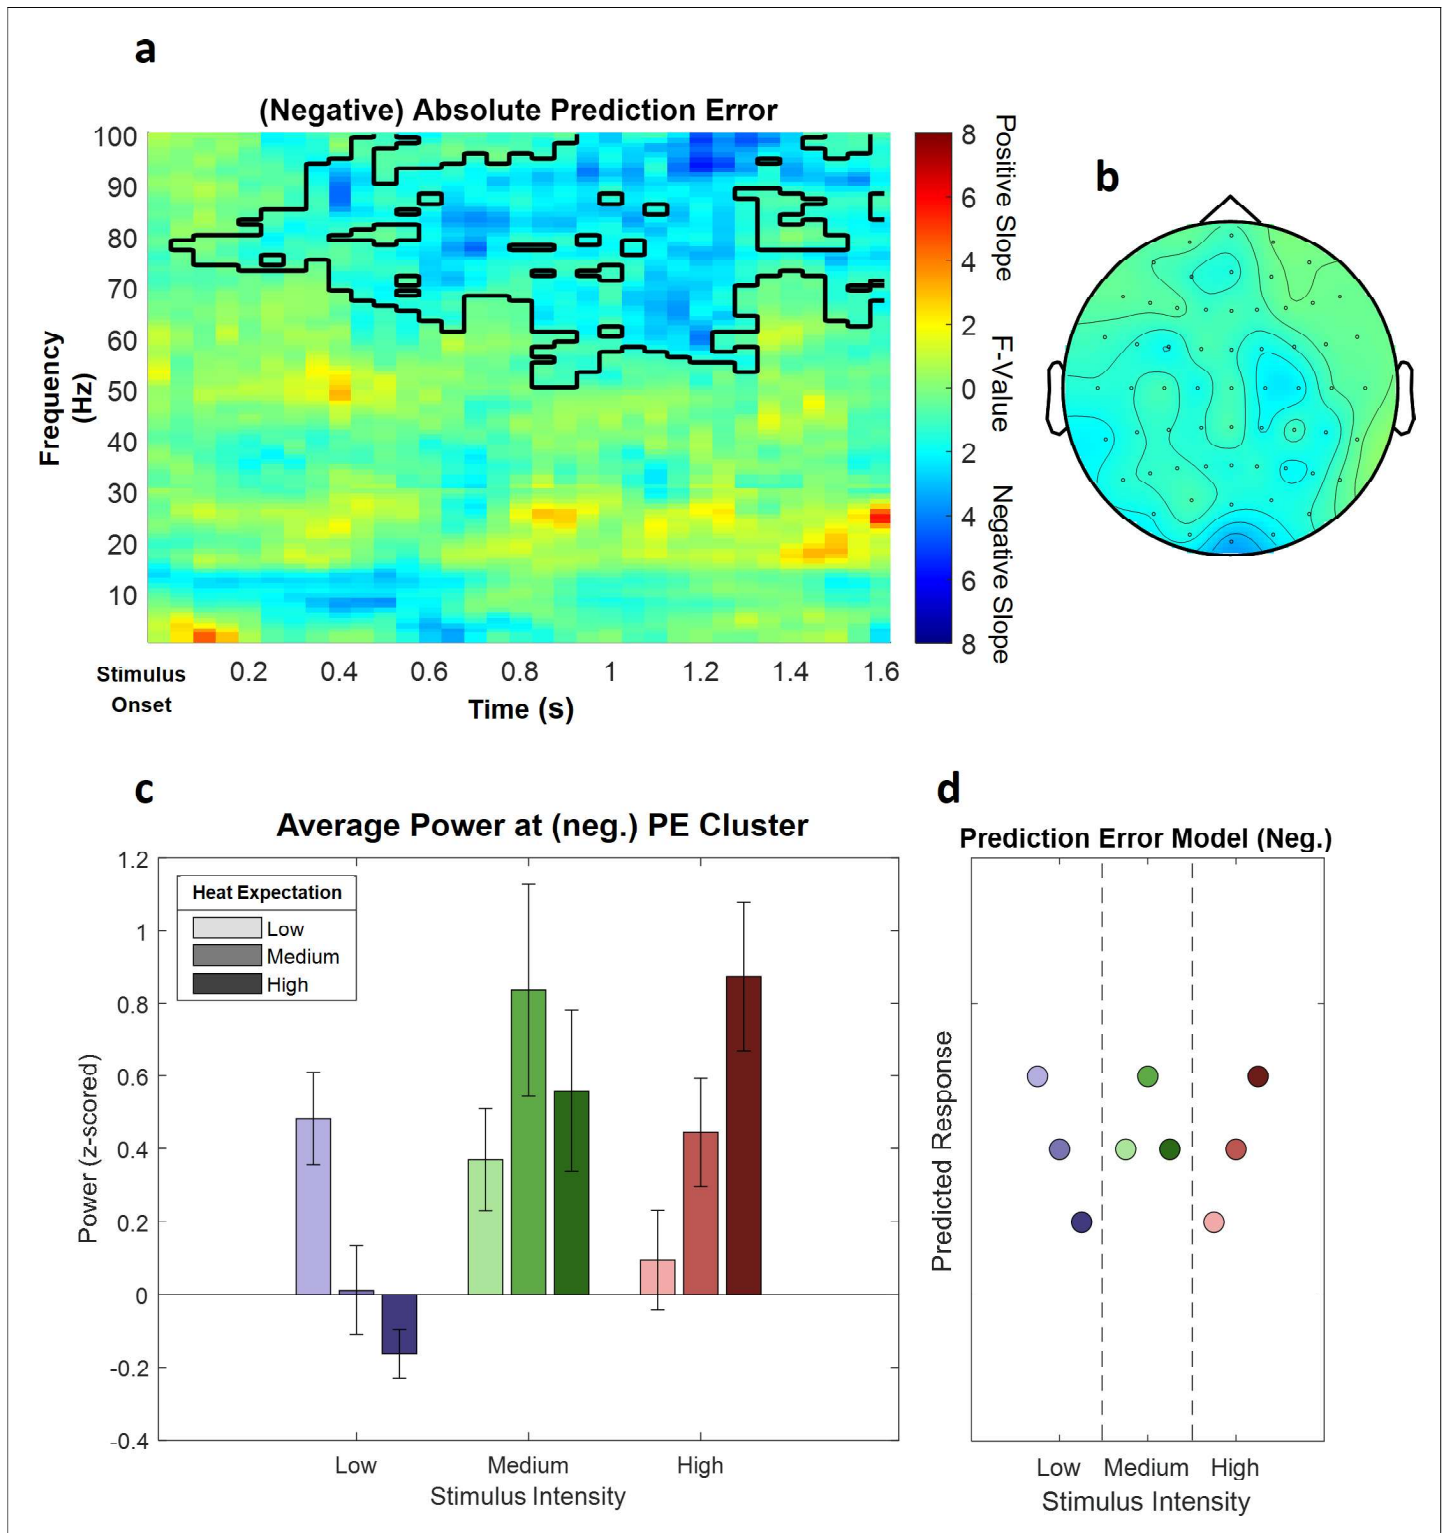 a
(Negative) Absolute Prediction Error
100
90
80
70
60
50
40
30
20
10
Frequency
(Hz)
Stimulus
Onset
0.2
0.4
0.6
0.8
1
1.2
1.4
1.6
Time (s)
8
6
4
2
0
2
4
6
8
Positive Slope
F-Value
Negative Slope
b
c
Average Power at (neg.) PE Cluster
1.2
1
0.8
0.6
0.4
0.2
0
-0.2
-0.4
Power (z-scored)
Heat Expectation
Low
Medium
High
Low
Medium
High
Stimulus Intensity
d
Prediction Error Model (Neg.)
Predicted Response
Low
Medium
High
Stimulus Intensity